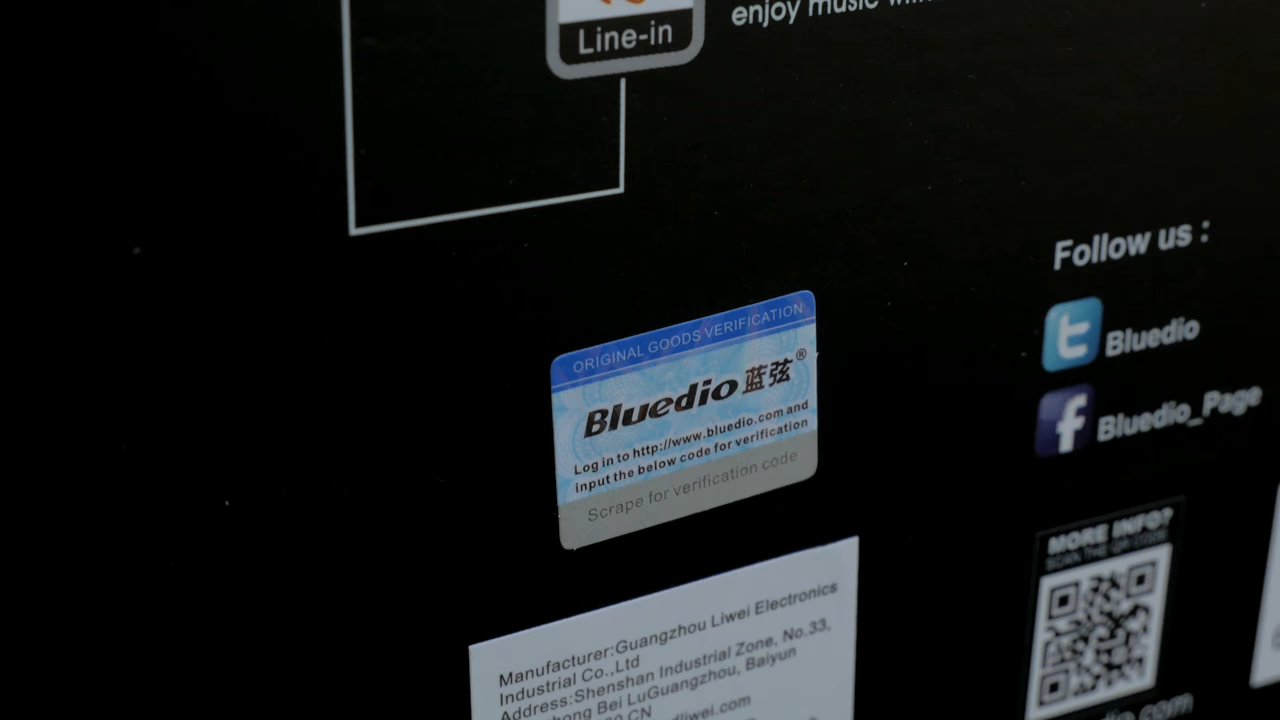 Line-in
enjoy music
Follow us :
Bluedio
Bluedio_Page
ORIGINAL GOODS VERIFICATION
Bluedio 蓝弦®
Log in to http://www.bluedio.com and
input the below code for verification
Scrape for verification code
MORE INFO?
SCAN THE QR CODE
Manufacturer:Guangzhou Liwei Electronics
Industrial Co.,Ltd
Address:Shenshan Industrial Zone, No.33,
Bei LuGuangzhou, Baiyun
CN